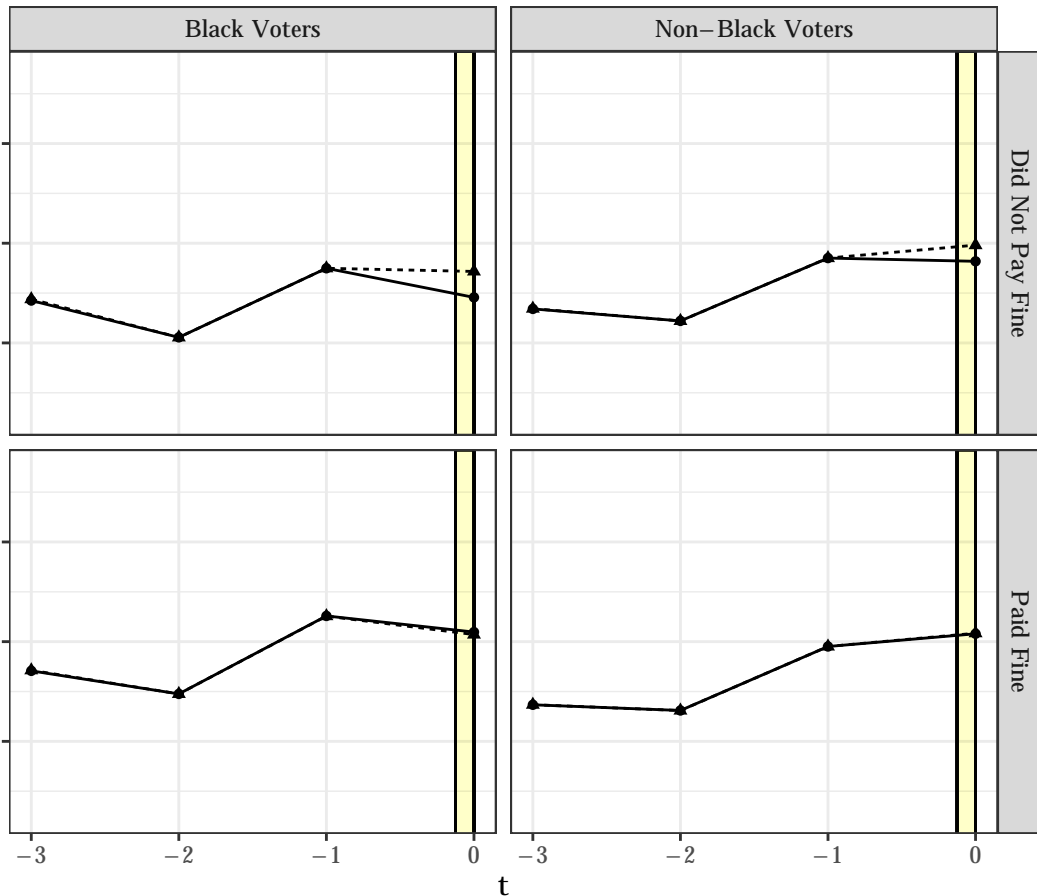 Black Voters
Non−Black Voters
Did Not Pay Fine
Paid Fine
−3 −2 −1 0
−3 −2 −1 0
t